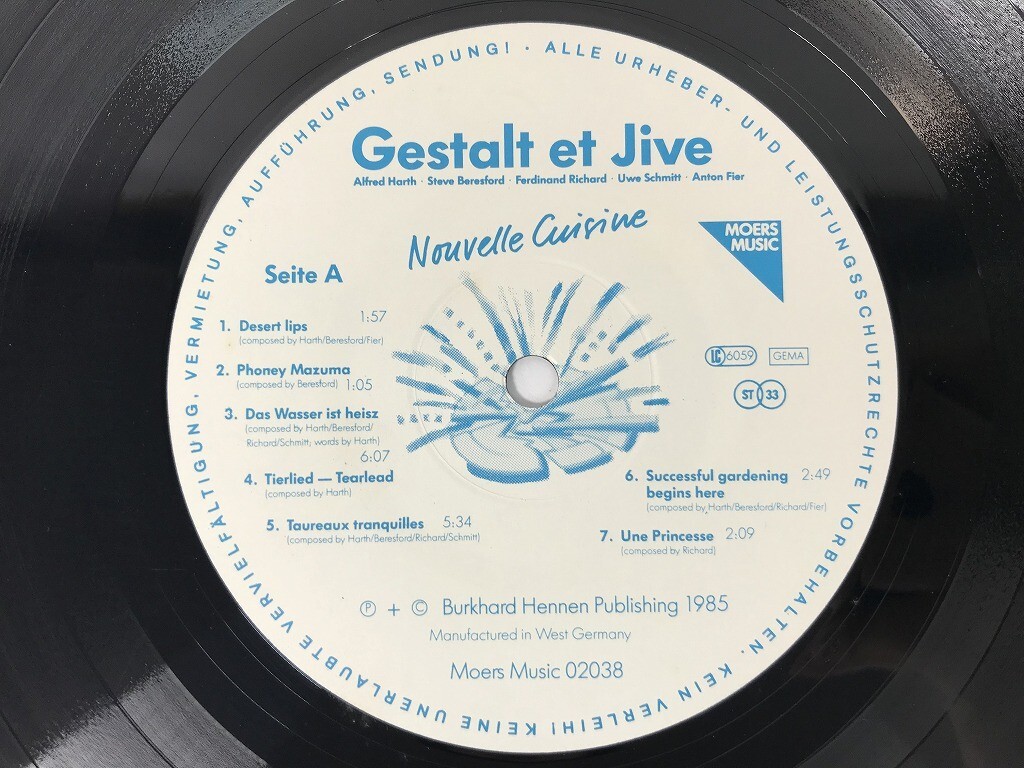 ALLE URHEBER- UND LEISTUNGSSCHUTZRECHTE VORBEHALTEN. KEIN VERLEIH! KEINE UNERLAUBTE VERVIELFÄLTIGUNG, VERMIETUNG, AUFFÜHRUNG, SENDUNG! ·
Gestalt et Jive
Alfred Harth · Steve Beresford · Ferdinand Richard · Uwe Schmitt · Anton Fier
Nouvelle Cuisine
MOERS
MUSIC
Seite A
1. Desert lips 1:57
(composed by Harth/Beresford/Fier)
2. Phoney Mazuma
(composed by Beresford) 1:05
3. Das Wasser ist heisz
(composed by Harth/Beresford/
Richard/Schmitt; words by Harth)
6:07
4. Tierlied — Tearlead
(composed by Harth)
5. Taureaux tranquilles 5:34
(composed by Harth/Beresford/Richard/Schmitt)
LC 6059 GEMA
ST 33
6. Successful gardening 2:49
begins here
(composed by Harth/Beresford/Richard/Fier)
7. Une Princesse 2:09
(composed by Richard)
℗ + © Burkhard Hennen Publishing 1985
Manufactured in West Germany
Moers Music 02038